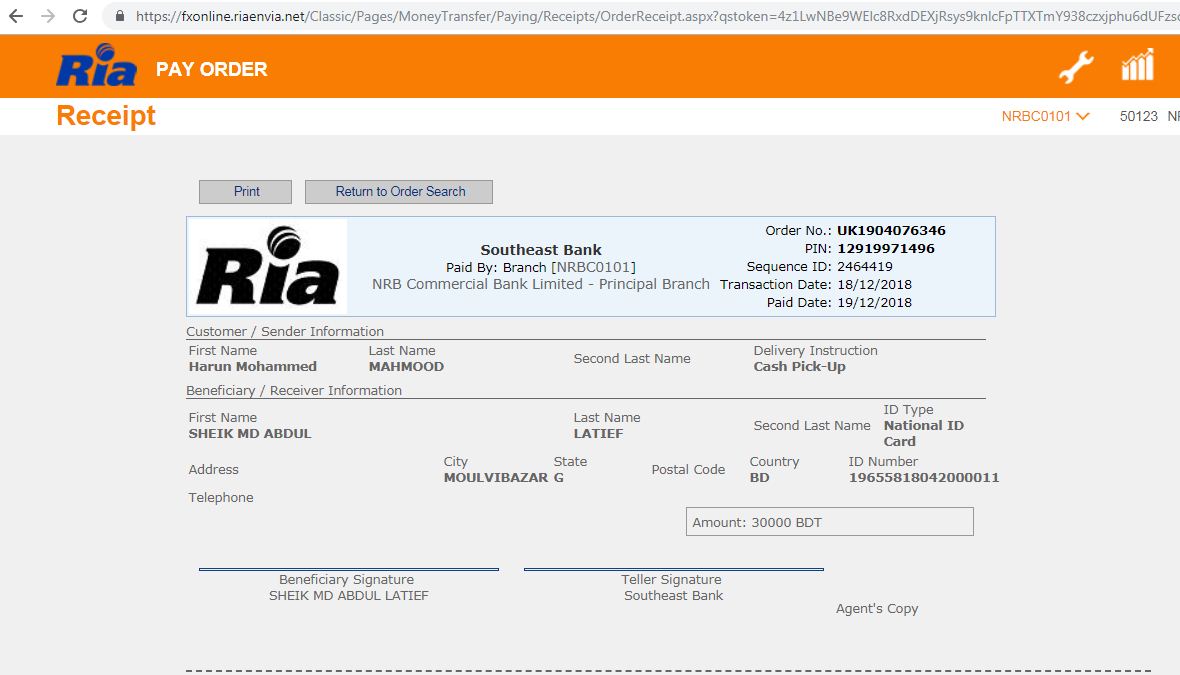 https://fxonline.riaenvia.net/Classic/Pages/MoneyTransfer/Paying/Receipts/OrderReceipt.aspx?qstoken=4z1LwNBe9WElc8RxdDEXjRsys9knlcFpTTXTmY938czxjphu6dUFzs
Ria PAY ORDER
Receipt
NRBC0101 50123
Print Return to Order Search
Ria
Southeast Bank
Paid By: Branch [NRBC0101]
NRB Commercial Bank Limited - Principal Branch
Order No.: UK1904076346
PIN: 12919971496
Sequence ID: 2464419
Transaction Date: 18/12/2018
Paid Date: 19/12/2018
Customer / Sender Information
First Name Last Name Second Last Name Delivery Instruction
Harun Mohammed MAHMOOD Cash Pick-Up
Beneficiary / Receiver Information
First Name Last Name Second Last Name ID Type
SHEIK MD ABDUL LATIEF National ID
Card
Address City State Postal Code Country ID Number
MOULVIBAZAR G BD 19655818042000011
Telephone
Amount: 30000 BDT
Beneficiary Signature Teller Signature
SHEIK MD ABDUL LATIEF Southeast Bank
Agent's Copy